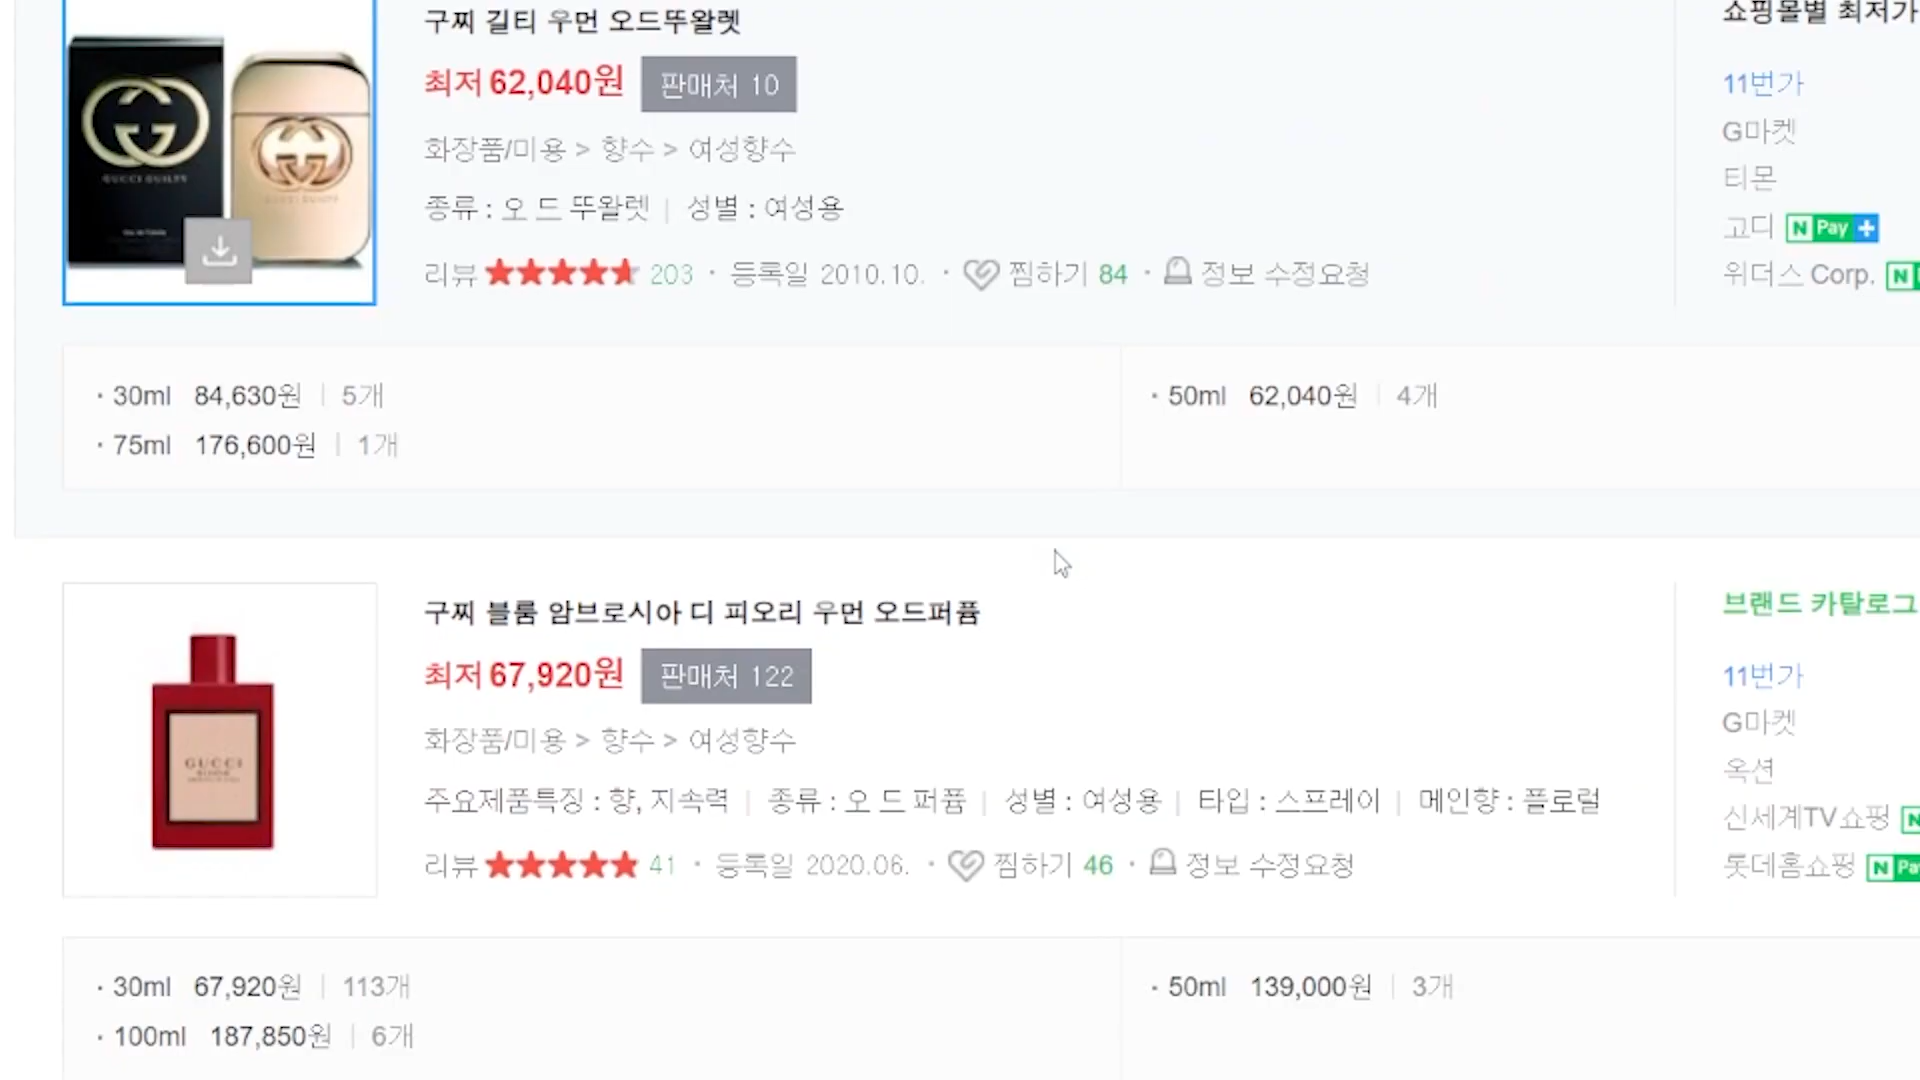 구찌 길티 우먼 오드뚜왈렛
최저 62,040원 판매처 10
화장품/미용 > 향수 > 여성향수
종류 : 오 드 뚜왈렛 | 성별 : 여성용
리뷰 203 · 등록일 2010.10. · 찜하기 84 · 정보 수정요청
GUCCI GUILTY
쇼핑몰별 최저가
11번가
G마켓
티몬
고디 N Pay +
위더스 Corp. N
· 30ml 84,630원 | 5개
· 50ml 62,040원 | 4개
· 75ml 176,600원 | 1개
구찌 블룸 암브로시아 디 피오리 우먼 오드퍼퓸
최저 67,920원 판매처 122
화장품/미용 > 향수 > 여성향수
주요제품특징 : 향, 지속력 | 종류 : 오 드 퍼퓸 | 성별 : 여성용 | 타입 : 스프레이 | 메인향 : 플로럴
리뷰 41 · 등록일 2020.06. · 찜하기 46 · 정보 수정요청
GUCCI
브랜드 카탈로그
11번가
G마켓
옥션
신세계TV쇼핑 N
롯데홈쇼핑 N Pa
· 30ml 67,920원 | 113개
· 50ml 139,000원 | 3개
· 100ml 187,850원 | 6개